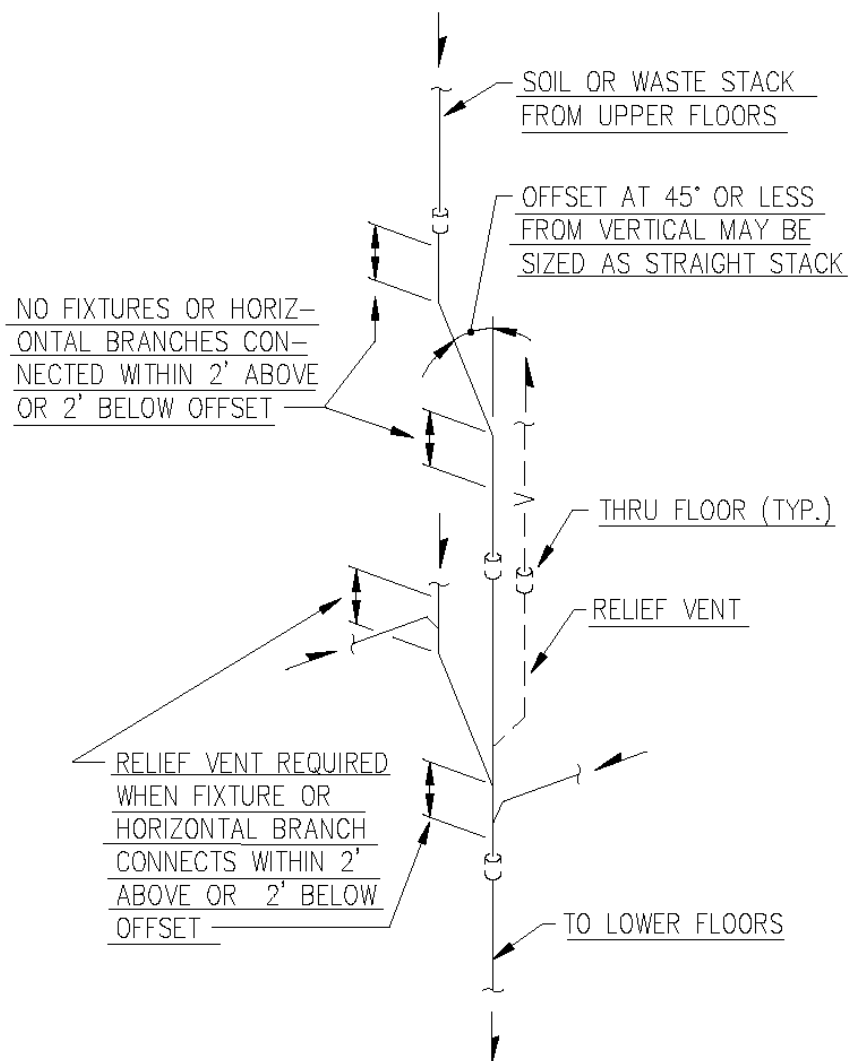 SOIL OR WASTE STACK
FROM UPPER FLOORS
OFFSET AT 45° OR LESS
FROM VERTICAL MAY BE
SIZED AS STRAIGHT STACK
NO FIXTURES OR HORIZ-
ONTAL BRANCHES CON-
NECTED WITHIN 2' ABOVE
OR 2' BELOW OFFSET
THRU FLOOR (TYP.)
RELIEF VENT
RELIEF VENT REQUIRED
WHEN FIXTURE OR
HORIZONTAL BRANCH
CONNECTS WITHIN 2'
ABOVE OR 2' BELOW
OFFSET
TO LOWER FLOORS